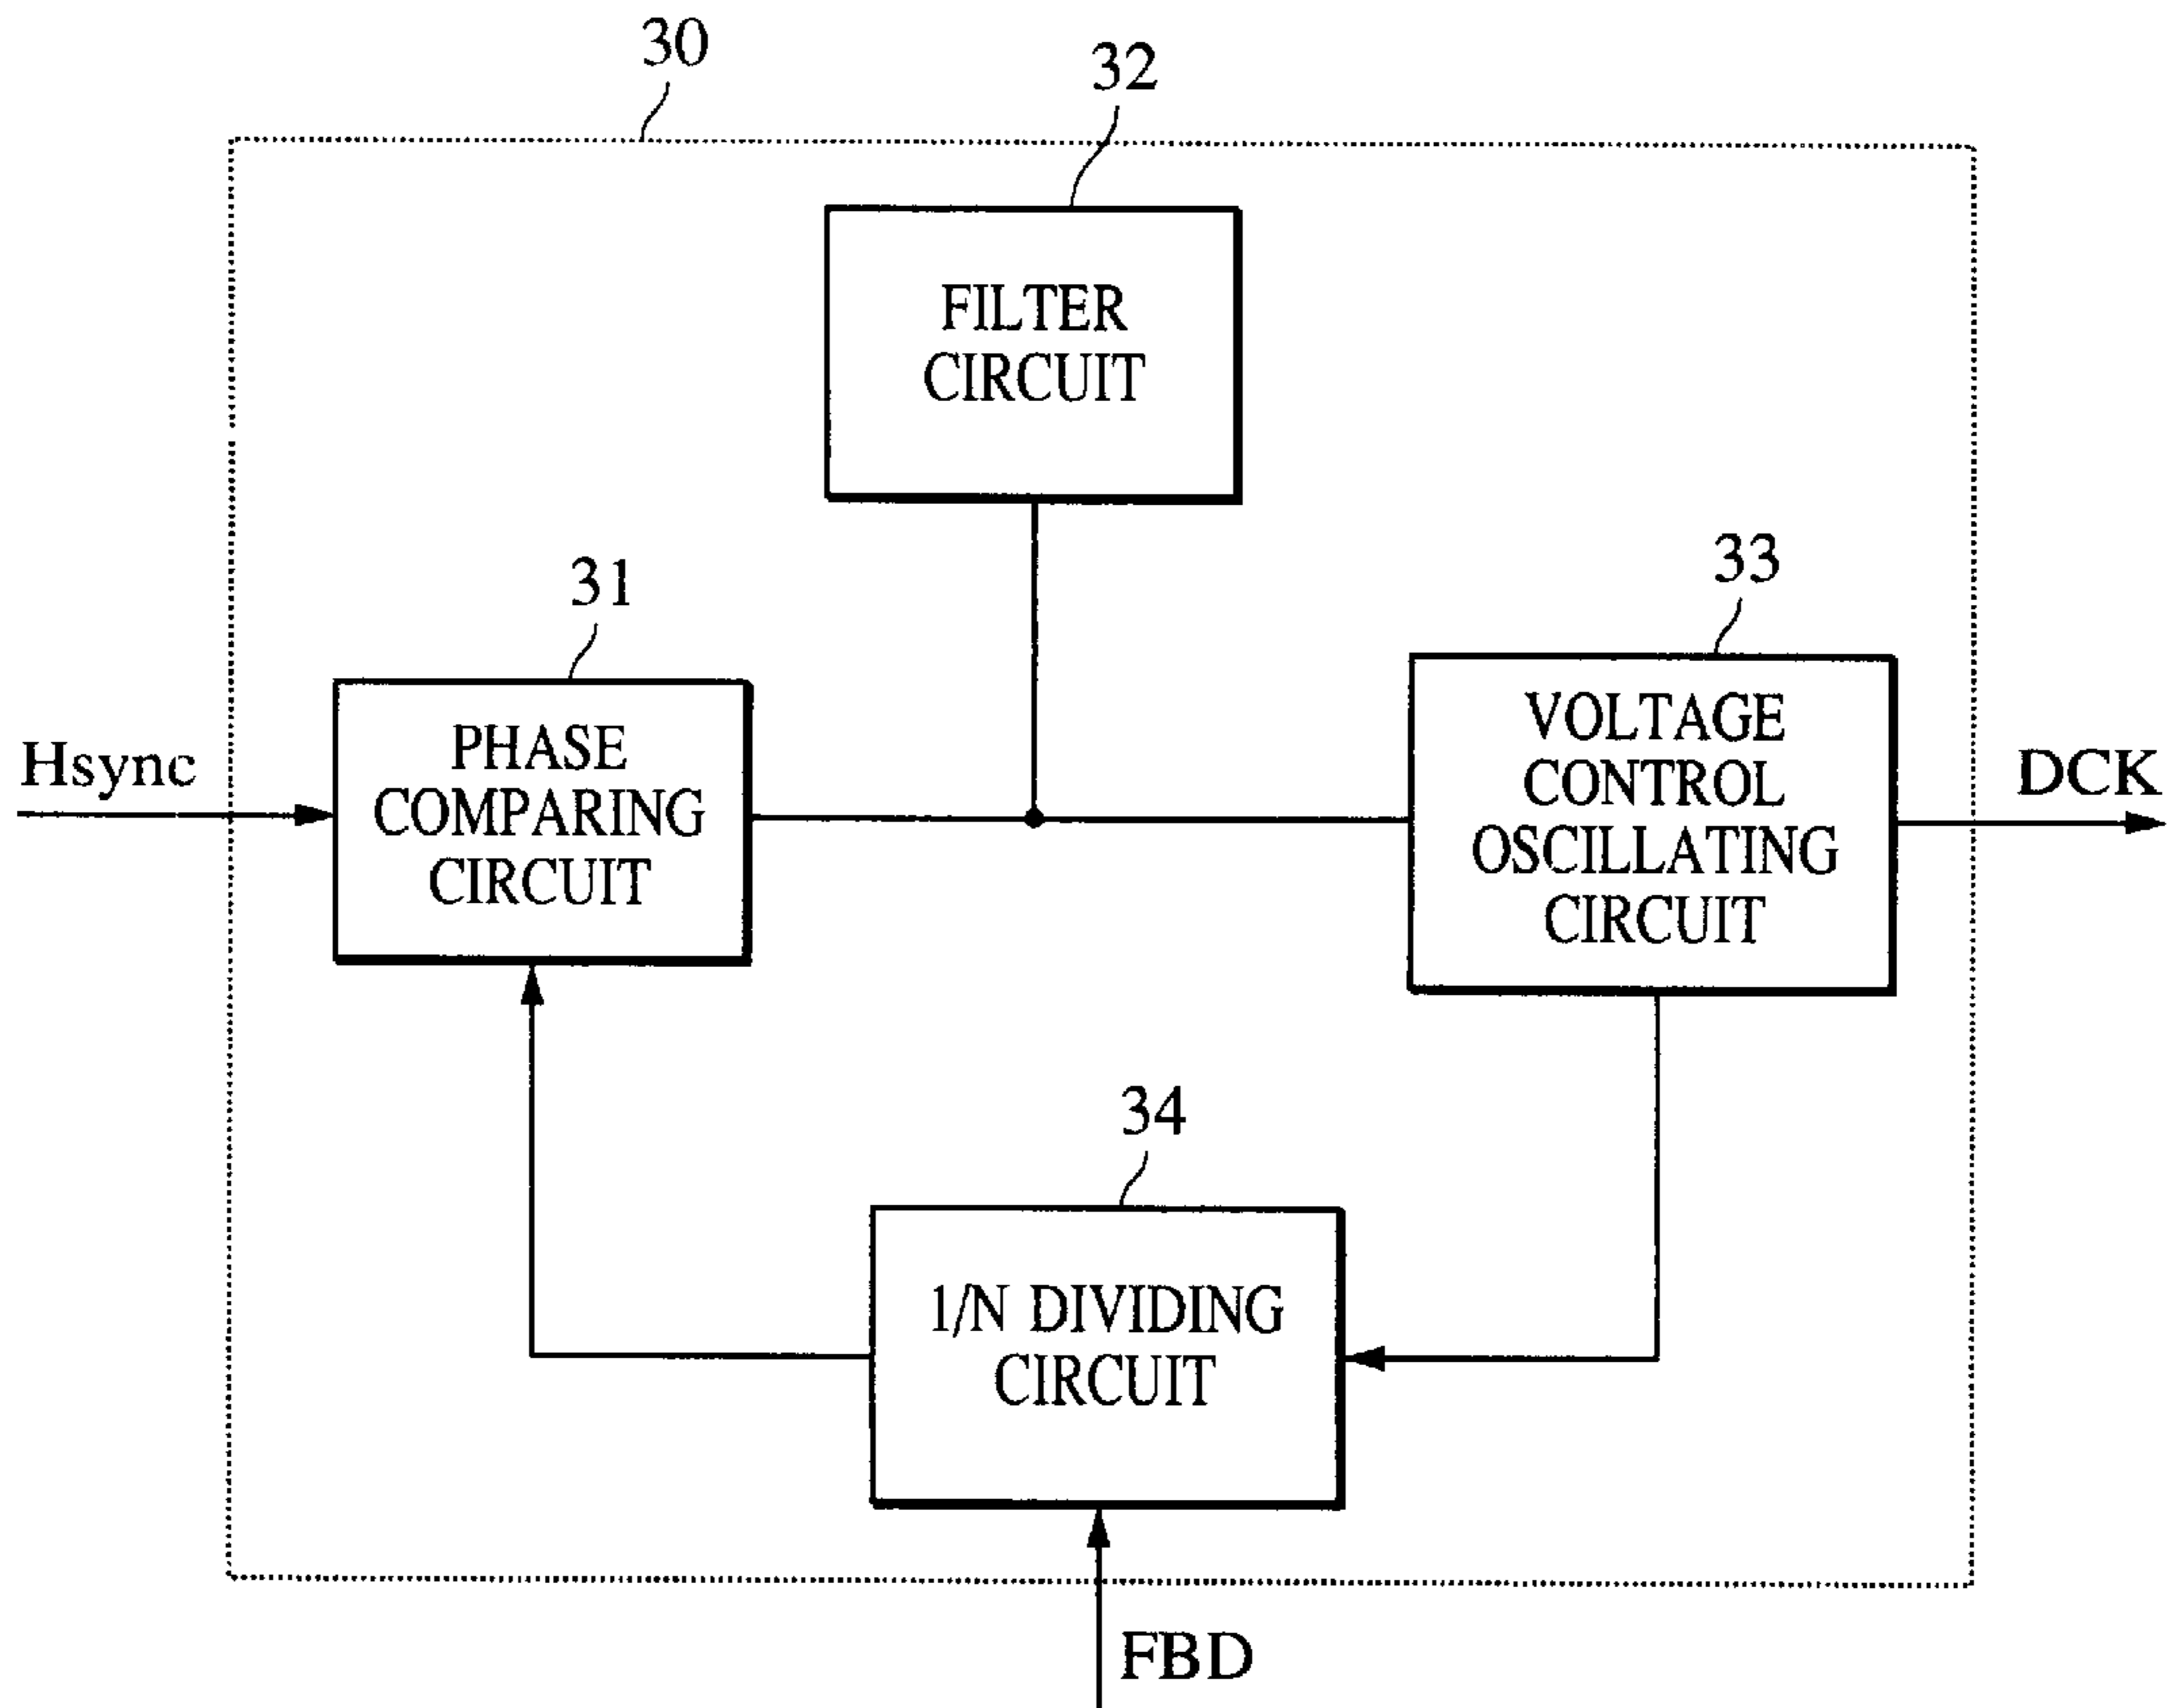 30
32
FILTER
CIRCUIT
31
33
Hsync
PHASE
COMPARING
CIRCUIT
VOLTAGE
CONTROL
OSCILLATING
CIRCUIT
DCK
34
1/N DIVIDING
CIRCUIT
FBD